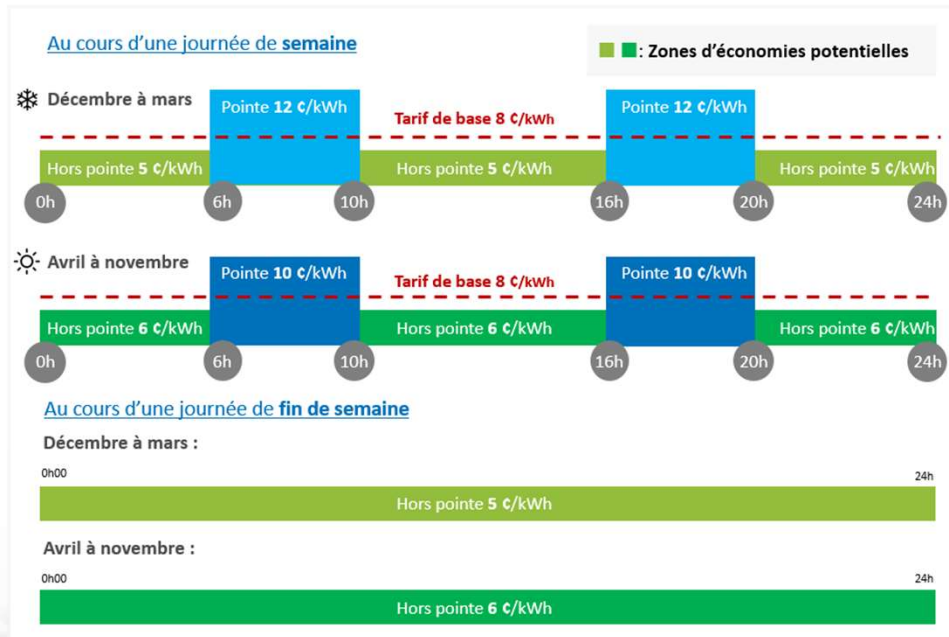 Au cours d'une journée de semaine
: Zones d'économies potentielles
Décembre à mars
Pointe 12 ¢/kWh
Tarif de base 8 ¢/kWh
Pointe 12 ¢/kWh
Hors pointe 5 ¢/kWh
Hors pointe 5 ¢/kWh
Hors pointe 5 ¢/kWh
0h
6h
10h
16h
20h
24h
Avril à novembre
Pointe 10 ¢/kWh
Tarif de base 8 ¢/kWh
Pointe 10 ¢/kWh
Hors pointe 6 ¢/kWh
Hors pointe 6 ¢/kWh
Hors pointe 6 ¢/kWh
0h
6h
10h
16h
20h
24h
Au cours d'une journée de fin de semaine
Décembre à mars :
0h00
24h
Hors pointe 5 ¢/kWh
Avril à novembre :
0h00
24h
Hors pointe 6 ¢/kWh